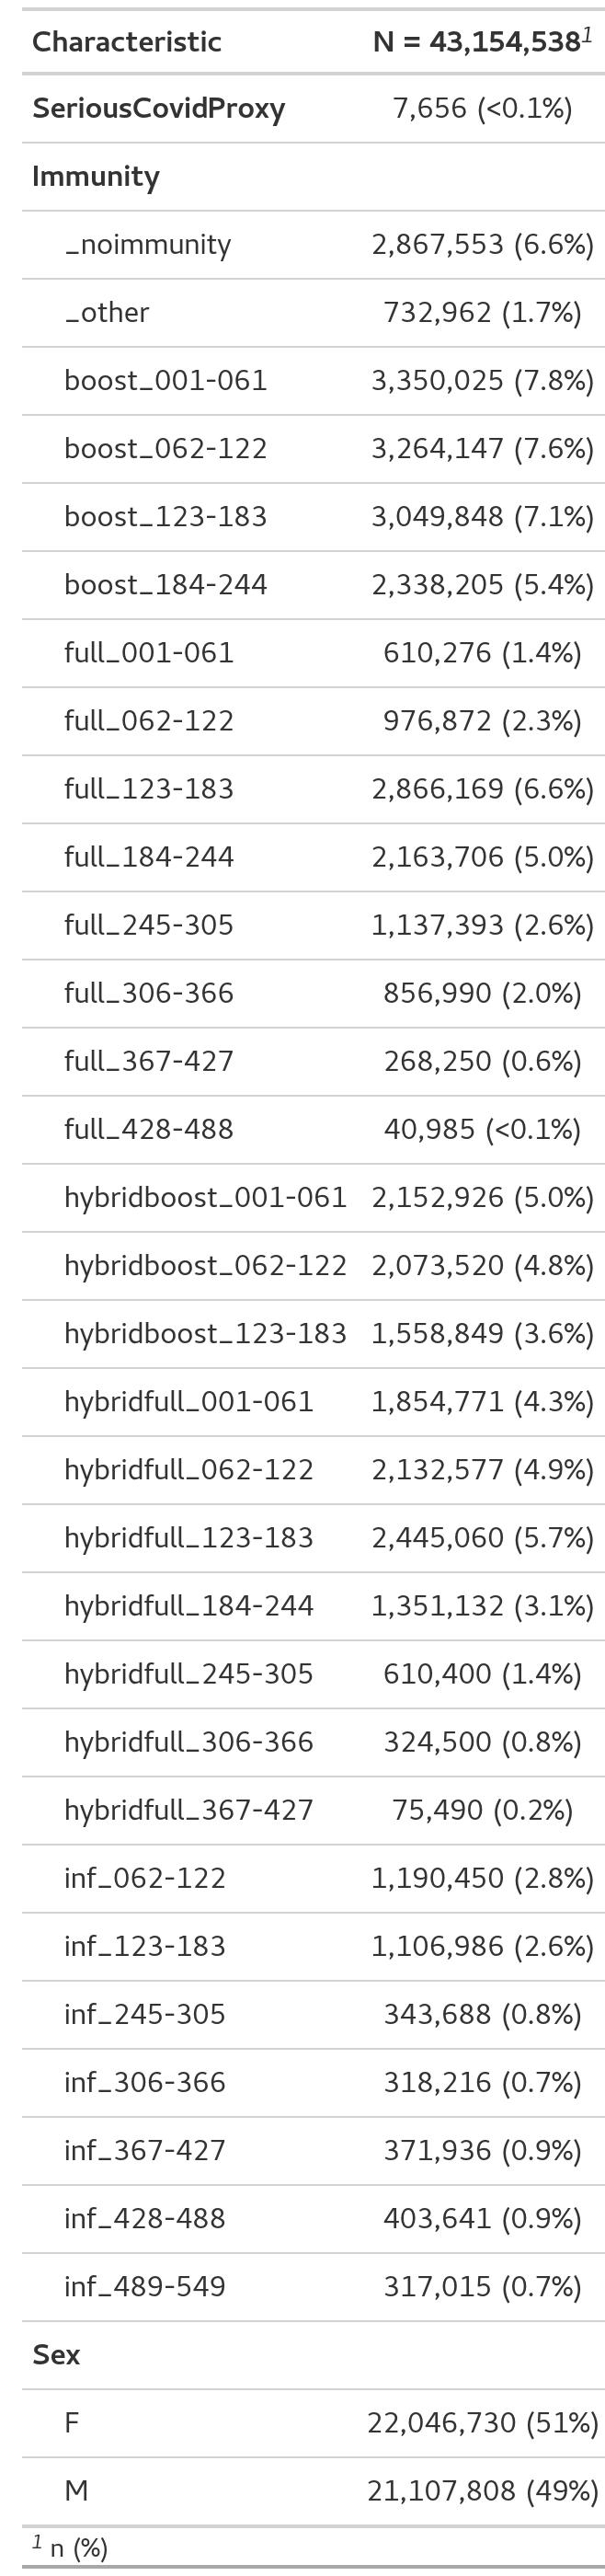 Characteristic N = 43,154,538¹
SeriousCovidProxy 7,656 (<0.1%)
Immunity
_noimmunity 2,867,553 (6.6%)
_other 732,962 (1.7%)
boost_001-061 3,350,025 (7.8%)
boost_062-122 3,264,147 (7.6%)
boost_123-183 3,049,848 (7.1%)
boost_184-244 2,338,205 (5.4%)
full_001-061 610,276 (1.4%)
full_062-122 976,872 (2.3%)
full_123-183 2,866,169 (6.6%)
full_184-244 2,163,706 (5.0%)
full_245-305 1,137,393 (2.6%)
full_306-366 856,990 (2.0%)
full_367-427 268,250 (0.6%)
full_428-488 40,985 (<0.1%)
hybridboost_001-061 2,152,926 (5.0%)
hybridboost_062-122 2,073,520 (4.8%)
hybridboost_123-183 1,558,849 (3.6%)
hybridfull_001-061 1,854,771 (4.3%)
hybridfull_062-122 2,132,577 (4.9%)
hybridfull_123-183 2,445,060 (5.7%)
hybridfull_184-244 1,351,132 (3.1%)
hybridfull_245-305 610,400 (1.4%)
hybridfull_306-366 324,500 (0.8%)
hybridfull_367-427 75,490 (0.2%)
inf_062-122 1,190,450 (2.8%)
inf_123-183 1,106,986 (2.6%)
inf_245-305 343,688 (0.8%)
inf_306-366 318,216 (0.7%)
inf_367-427 371,936 (0.9%)
inf_428-488 403,641 (0.9%)
inf_489-549 317,015 (0.7%)
Sex
F 22,046,730 (51%)
M 21,107,808 (49%)
¹ n (%)